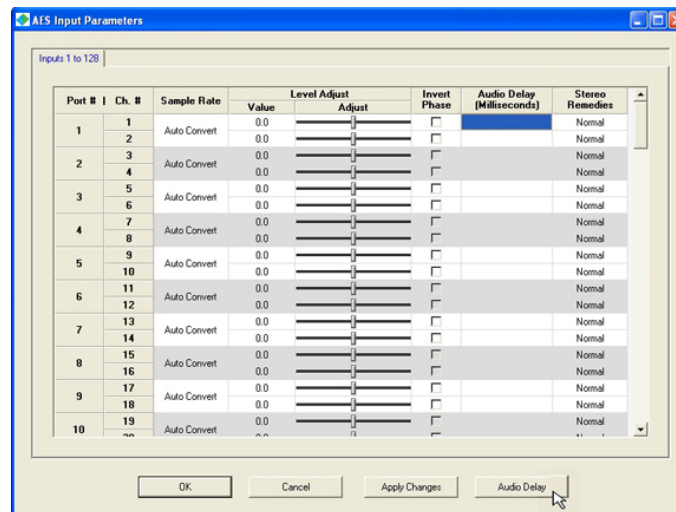 AES Input Parameters
Inputs 1 to 128
Port # | Ch. # Sample Rate Level Adjust Invert Phase Audio Delay (Milliseconds) Stereo Remedies
Value Adjust
1 1 Auto Convert 0.0 Normal
2 0.0 Normal
2 3 Auto Convert 0.0 Normal
4 0.0 Normal
3 5 Auto Convert 0.0 Normal
6 0.0 Normal
4 7 Auto Convert 0.0 Normal
8 0.0 Normal
5 9 Auto Convert 0.0 Normal
10 0.0 Normal
6 11 Auto Convert 0.0 Normal
12 0.0 Normal
7 13 Auto Convert 0.0 Normal
14 0.0 Normal
8 15 Auto Convert 0.0 Normal
16 0.0 Normal
9 17 Auto Convert 0.0 Normal
18 0.0 Normal
10 19 Auto Convert 0.0 Normal
OK Cancel Apply Changes Audio Delay